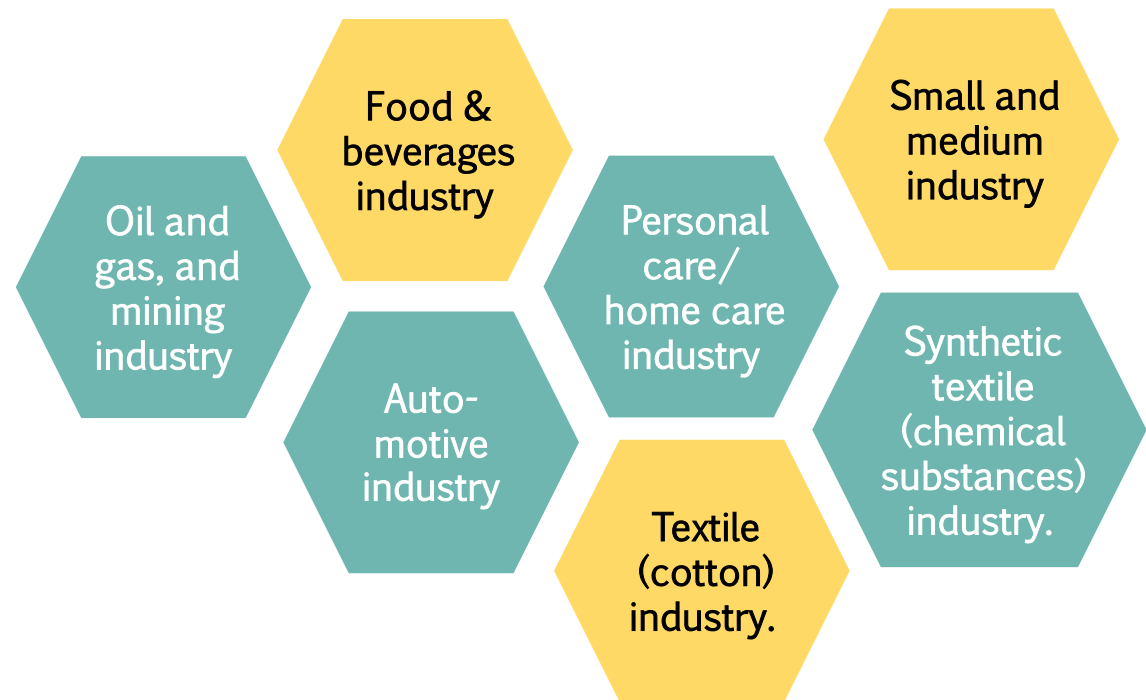 Food &
beverages
industry
Small and
medium
industry
Oil and
gas, and
mining
industry
Personal
care/
home care
industry
Auto-
motive
industry
Synthetic
textile
(chemical
substances)
industry.
Textile
(cotton)
industry.